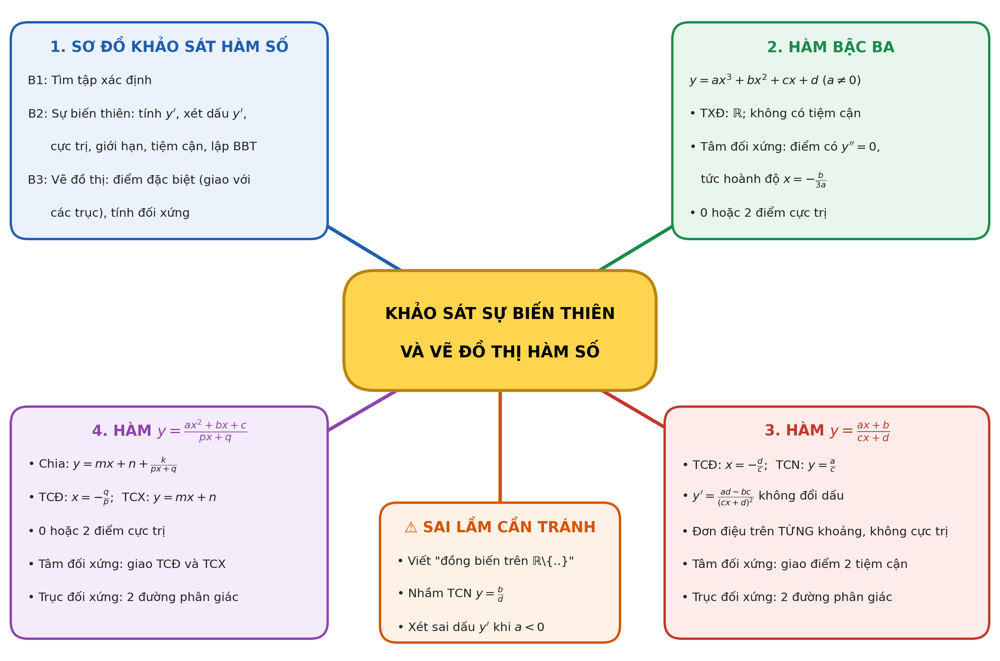 1. SƠ ĐỒ KHẢO SÁT HÀM SỐ
B1: Tìm tập xác định
B2: Sự biến thiên: tính y′, xét dấu y′,
cực trị, giới hạn, tiệm cận, lập BBT
B3: Vẽ đồ thị: điểm đặc biệt (giao với
các trục), tính đối xứng
2. HÀM BẬC BA
y = ax³ + bx² + cx + d (a ≠ 0)
• TXĐ: ℝ; không có tiệm cận
• Tâm đối xứng: điểm có y″ = 0,
tức hoành độ x = −b/3a
• 0 hoặc 2 điểm cực trị
KHẢO SÁT SỰ BIẾN THIÊN
VÀ VẼ ĐỒ THỊ HÀM SỐ
4. HÀM y = (ax² + bx + c)/(px + q)
• Chia: y = mx + n + k/(px + q)
• TCĐ: x = −q/p; TCX: y = mx + n
• 0 hoặc 2 điểm cực trị
• Tâm đối xứng: giao TCĐ và TCX
• Trục đối xứng: 2 đường phân giác
⚠ SAI LẦM CẦN TRÁNH
• Viết "đồng biến trên ℝ\{..}"
• Nhầm TCN y = b/d
• Xét sai dấu y′ khi a < 0
3. HÀM y = (ax + b)/(cx + d)
• TCĐ: x = −d/c; TCN: y = a/c
• y′ = (ad − bc)/(cx + d)² không đổi dấu
• Đơn điệu trên TỪNG khoảng, không cực trị
• Tâm đối xứng: giao điểm 2 tiệm cận
• Trục đối xứng: 2 đường phân giác